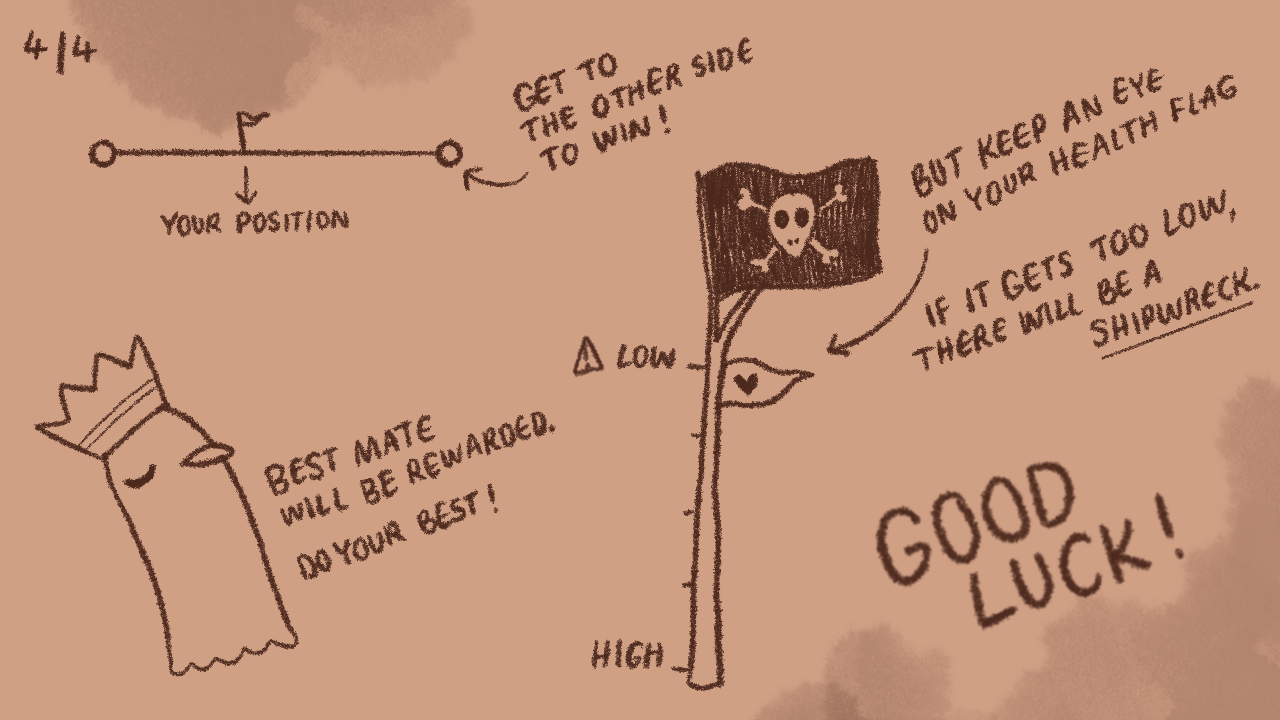 4/4
GET TO
THE OTHER SIDE
TO WIN!
YOUR POSITION
BUT KEEP AN EYE
ON YOUR HEALTH FLAG
IF IT GETS TOO LOW,
THERE WILL BE A
SHIPWRECK.
LOW
BEST MATE
WILL BE REWARDED.
DO YOUR BEST!
HIGH
GOOD
LUCK!